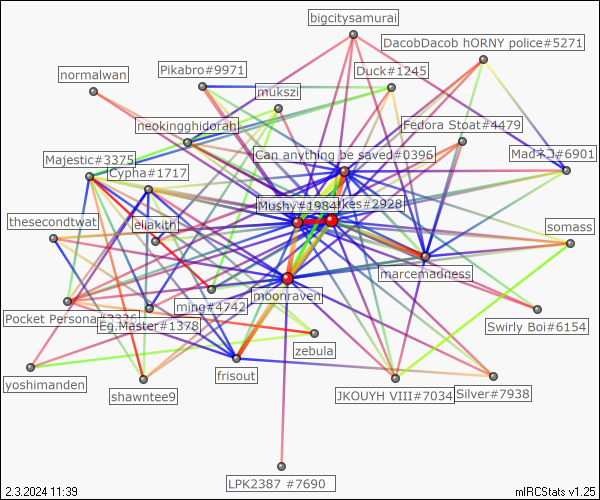 bigcitysamurai
DacobDacob hORNY police#5271
Pikabro#9971
Duck#1245
normalwan
mukszi
neokingghidorah
Fedora Stoat#4479
Can anything be saved#0396
Majestic#3375
Cypha#1717
Madネコ#6901
Mushy#1984
kes#2928
thesecondtwat
eliakith
somass
marcemadness
moonraven
ming#4742
Pocket Persona#3326
Eg.Master#1378
Swirly Boi#6154
zebula
frisout
yoshimanden
shawntee9
JKOUYH VIII#7034
Silver#7938
LPK2387 #7690
2.3.2024 11:39
mIRCStats v1.25